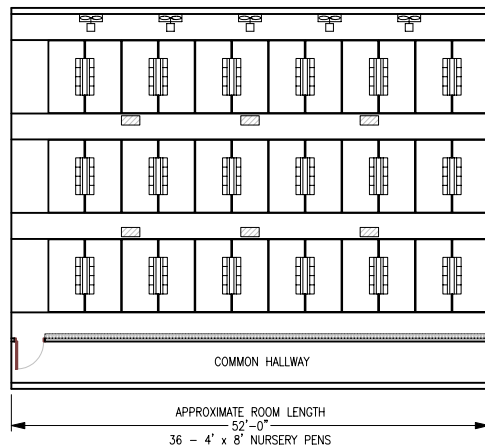 COMMON HALLWAY
APPROXIMATE ROOM LENGTH
52'-0"
36 - 4' x 8' NURSERY PENS